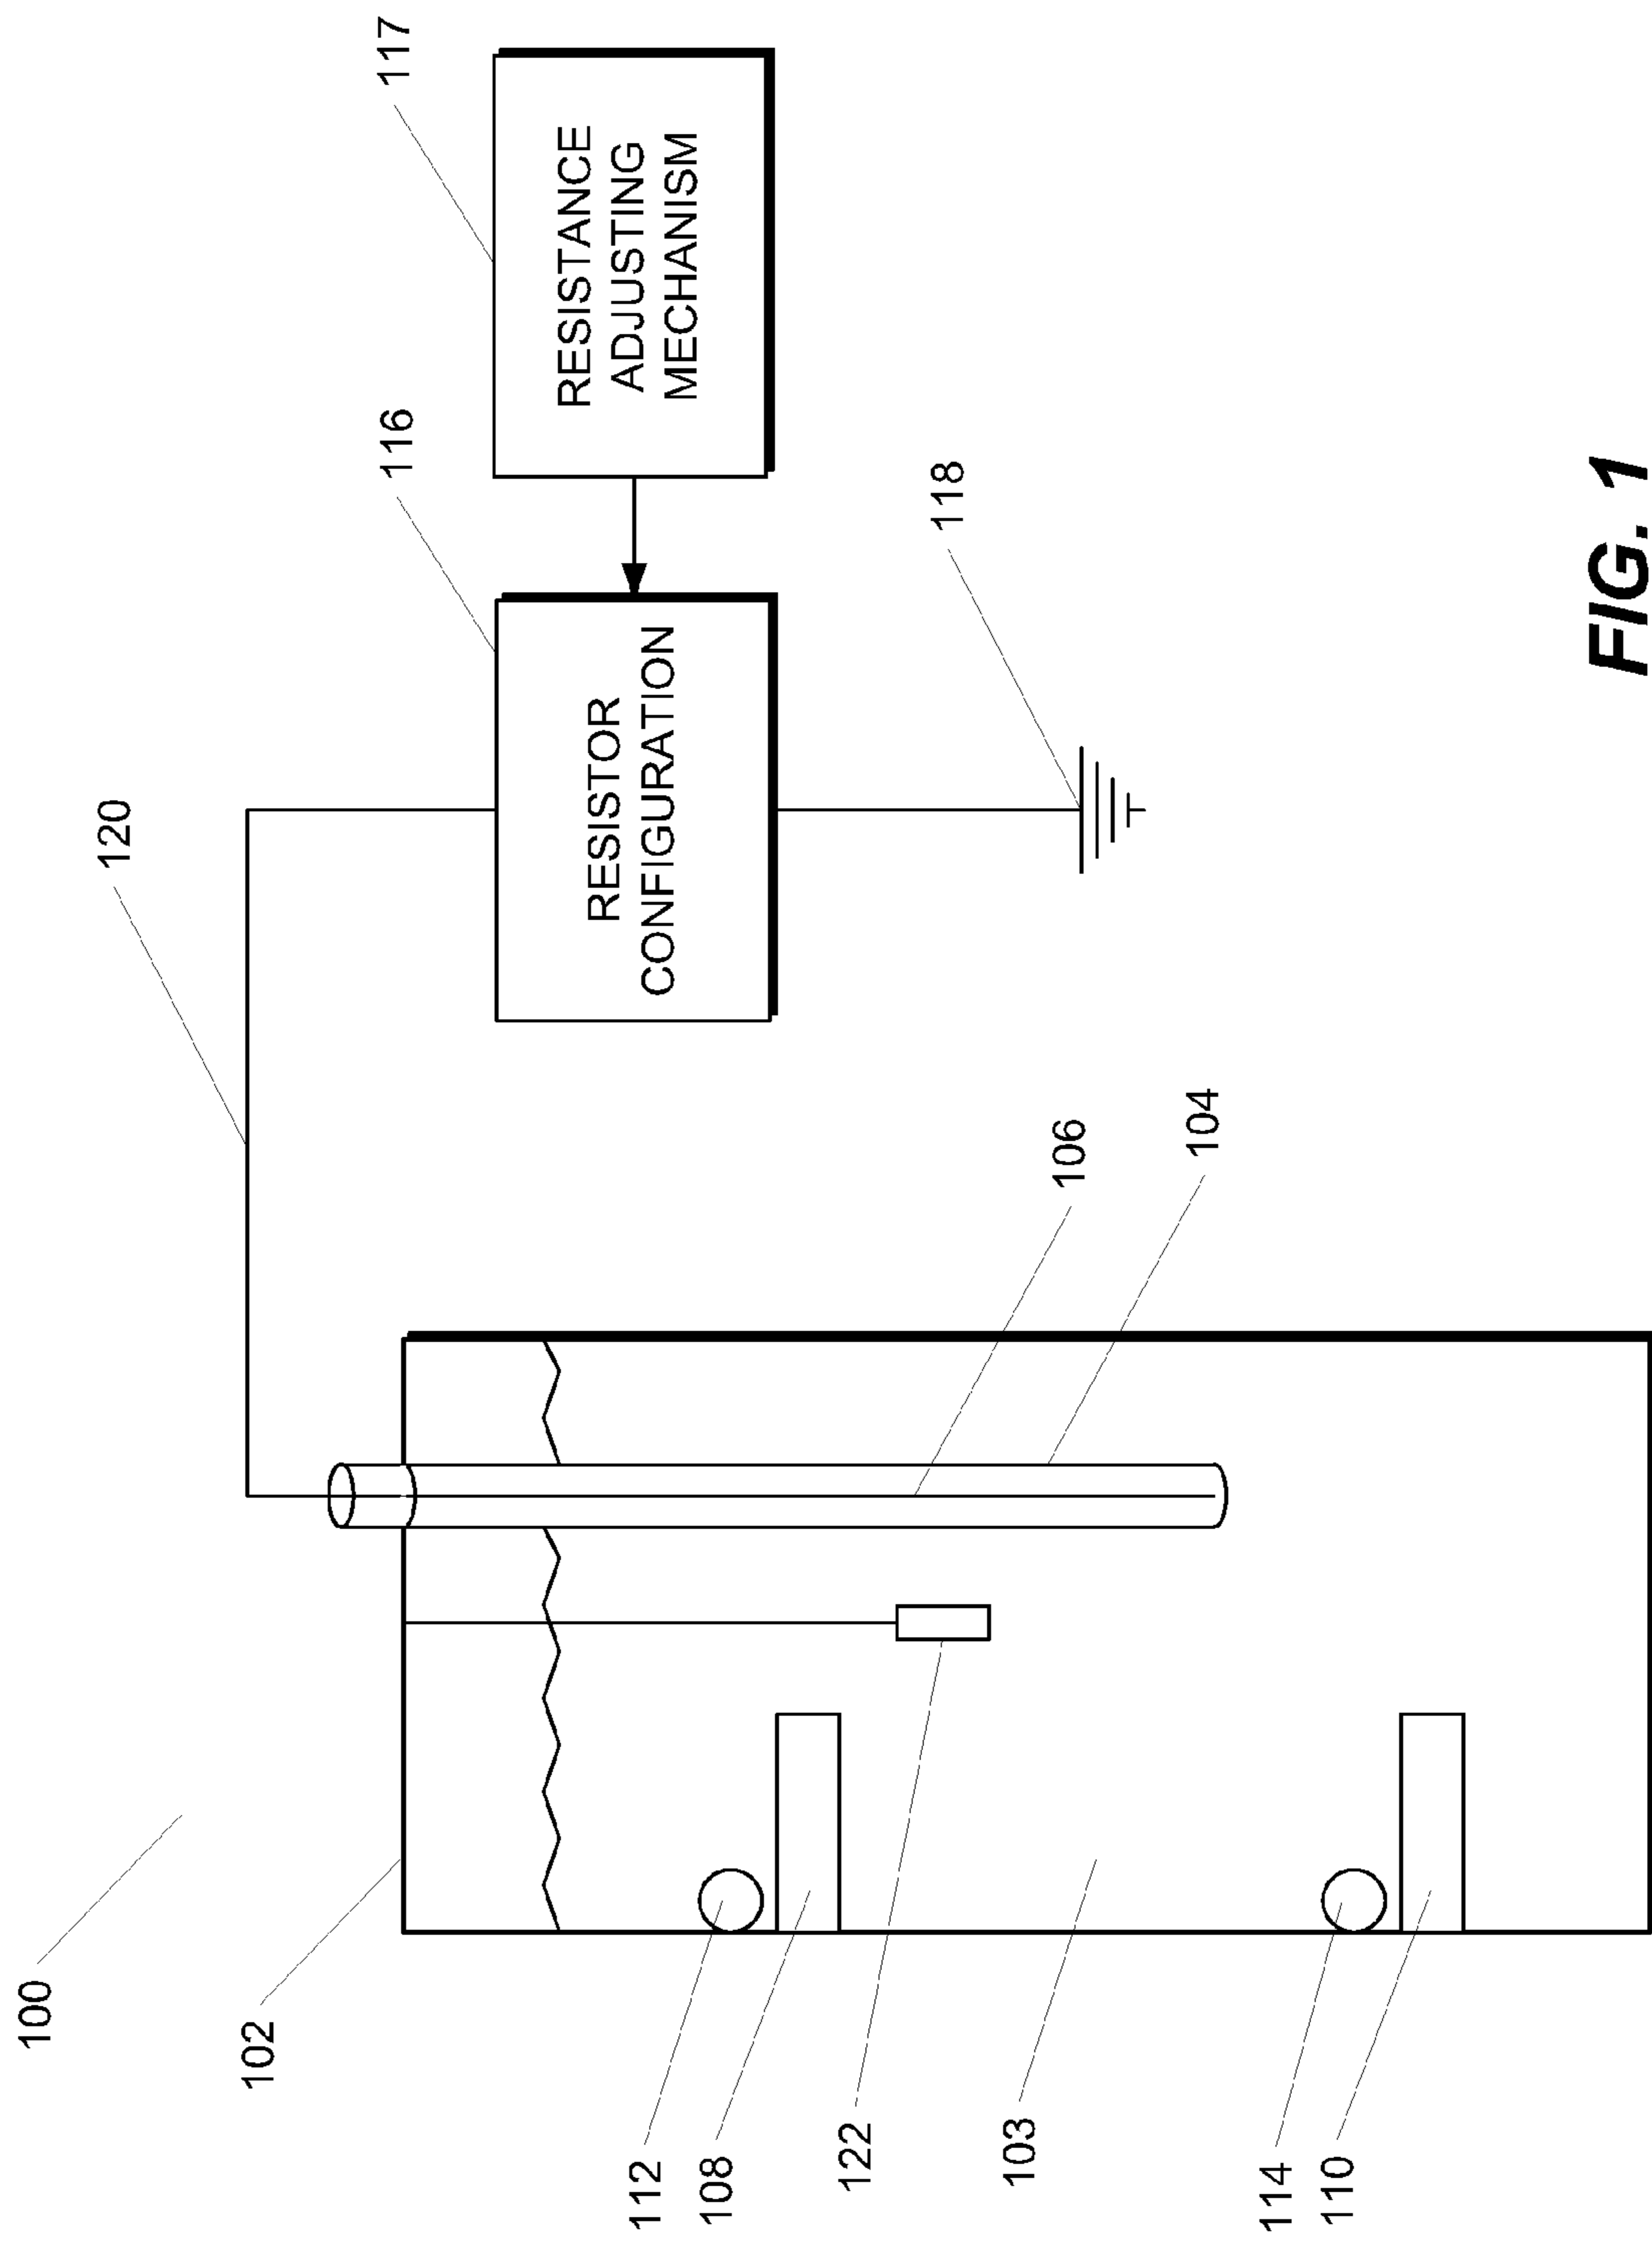 100
102
120
116
117
RESISTOR
CONFIGURATION
RESISTANCE
ADJUSTING
MECHANISM
112
108
122
103
106
104
118
114
110
FIG. 1